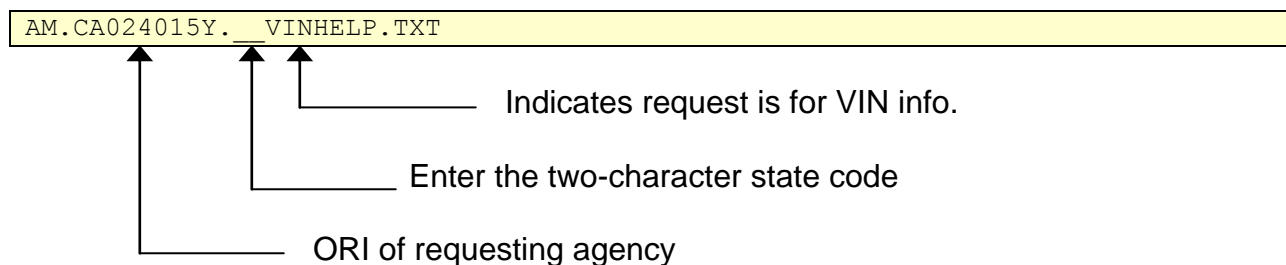 AM.CA024015Y.__VINHELP.TXT
Indicates request is for VIN info.
Enter the two-character state code
ORI of requesting agency